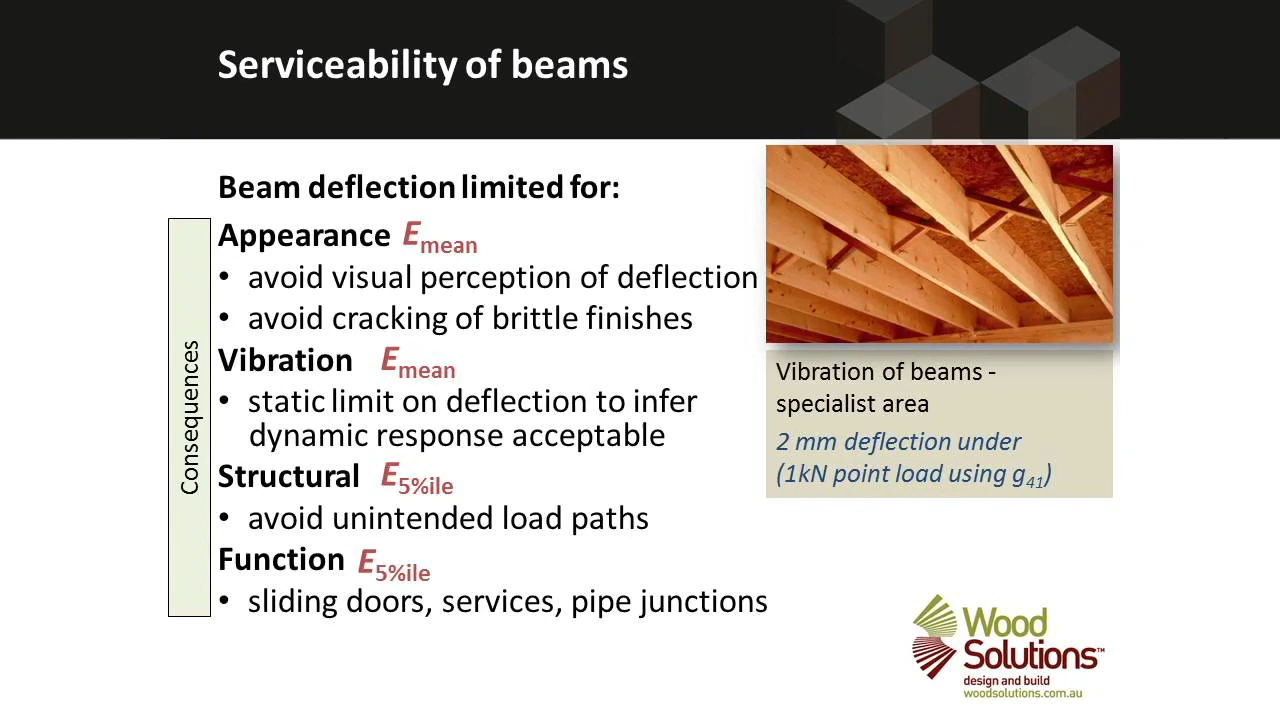 Serviceability of beams
Beam deflection limited for:
Consequences
Appearance Emean
• avoid visual perception of deflection
• avoid cracking of brittle finishes
Vibration Emean
• static limit on deflection to infer
dynamic response acceptable
Structural E5%ile
• avoid unintended load paths
Function E5%ile
• sliding doors, services, pipe junctions
Vibration of beams -
specialist area
2 mm deflection under
(1kN point load using g41)
Wood
Solutions™
design and build
woodsolutions.com.au